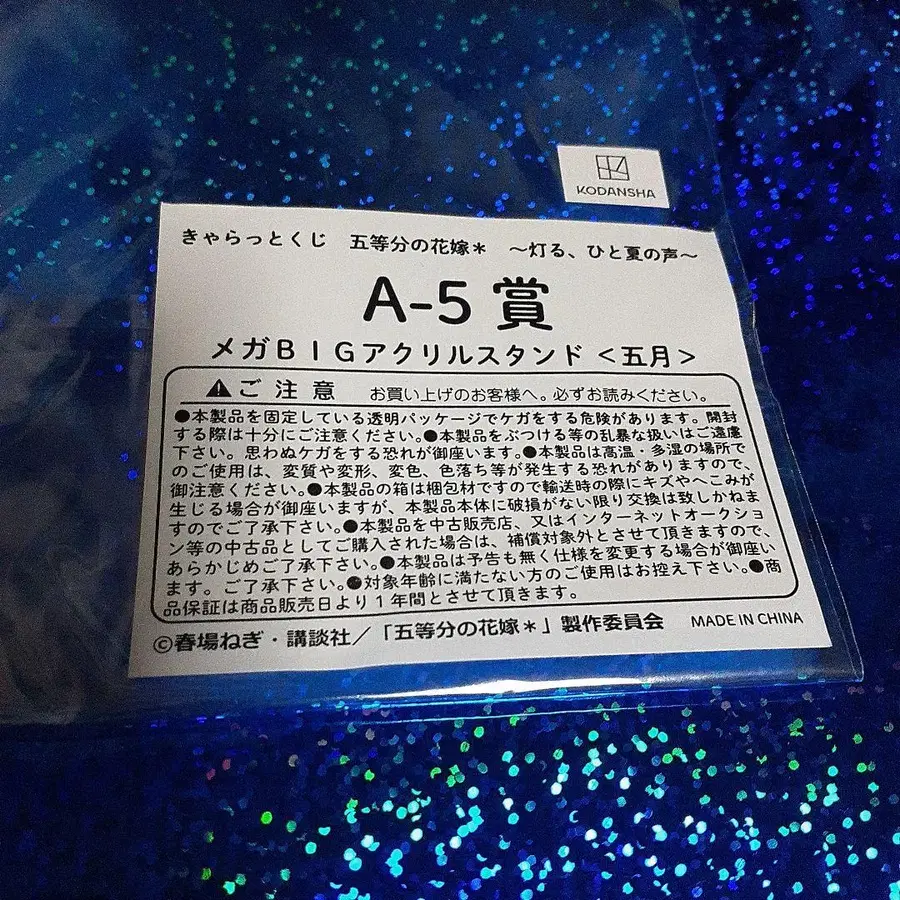 KODANSHA
きゃらっとくじ　五等分の花嫁＊　～灯る、ひと夏の声～
A-5 賞
メガBIGアクリルスタンド＜五月＞
⚠ご注意　お買い上げのお客様へ。必ずお読みください。
●本製品を固定している透明パッケージでケガをする危険があります。開封
する際は十分にご注意ください。●本製品をぶつける等の乱暴な扱いはご遠慮
下さい。思わぬケガをする恐れが御座います。●本製品は高温・多湿の場所で
のご使用は、変質や変形、変色、色落ち等が発生する恐れがありますので、
御注意ください。●本製品の箱は梱包材ですので輸送時の際にキズやへこみが
生じる場合が御座いますが、本製品本体に破損がない限り交換は致しかねま
すのでご了承下さい。●本製品を中古販売店、又はインターネットオークショ
ン等の中古品としてご購入された場合は、補償対象外とさせて頂きますので、
あらかじめご了承下さい。●本製品は予告も無く仕様を変更する場合が御座い
ます。ご了承下さい。●対象年齢に満たない方のご使用はお控え下さい。●商
品保証は商品販売日より1年間とさせて頂きます。
©春場ねぎ・講談社／「五等分の花嫁＊」製作委員会　MADE IN CHINA